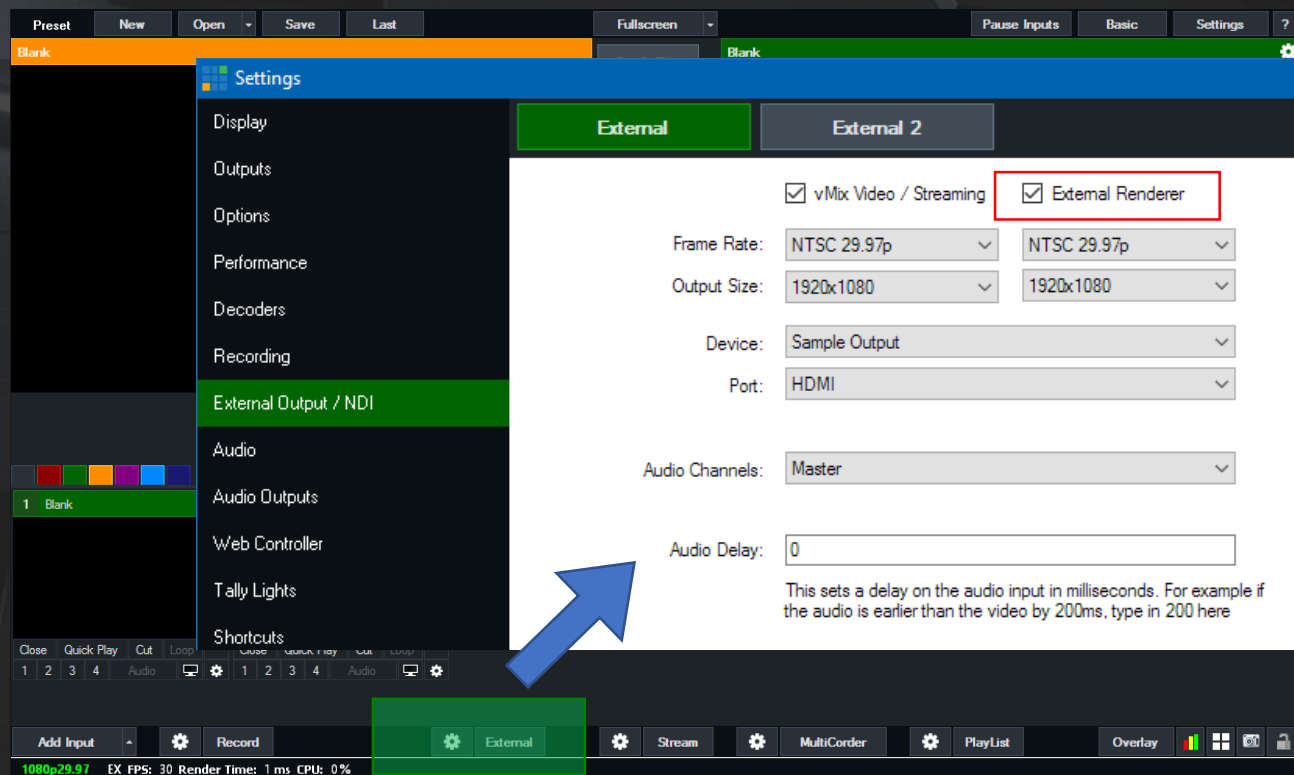 Preset New Open Save Last Fullscreen Pause Inputs Basic Settings ?
Blank
Blank
Settings
Display
Outputs
Options
Performance
Decoders
Recording
External Output / NDI
Audio
Audio Outputs
Web Controller
Tally Lights
Shortcuts
External External 2
vMix Video / Streaming External Renderer
Frame Rate: NTSC 29.97p NTSC 29.97p
Output Size: 1920x1080 1920x1080
Device: Sample Output
Port: HDMI
Audio Channels: Master
Audio Delay: 0
This sets a delay on the audio input in milliseconds. For example if
the audio is earlier than the video by 200ms, type in 200 here
1 Blank
Close Quick Play Cut Loop Close Quick Play Cut Loop
1 2 3 4 Audio 1 2 3 4 Audio
Add Input Record External Stream MultiCorder PlayList Overlay
1080p29.97 EX FPS: 30 Render Time: 1 ms CPU: 0%